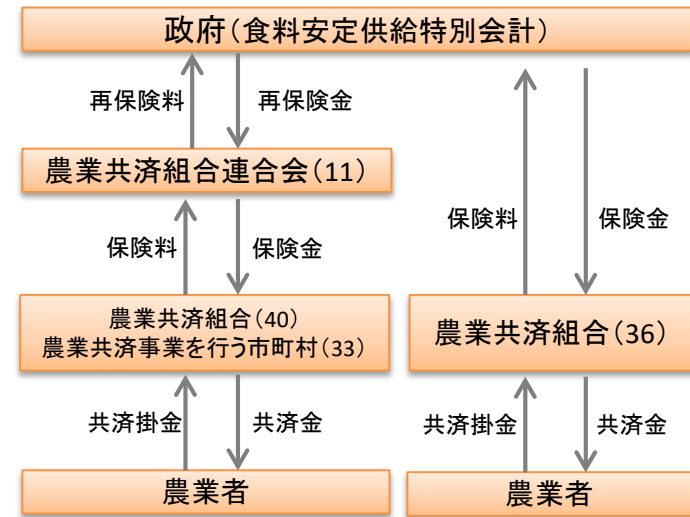 政府(食料安定供給特別会計)
再保険料
再保険金
農業共済組合連合会(11)
保険料
保険金
農業共済組合(40)
農業共済事業を行う市町村(33)
共済掛金
共済金
農業者
保険料
保険金
農業共済組合(36)
共済掛金
共済金
農業者